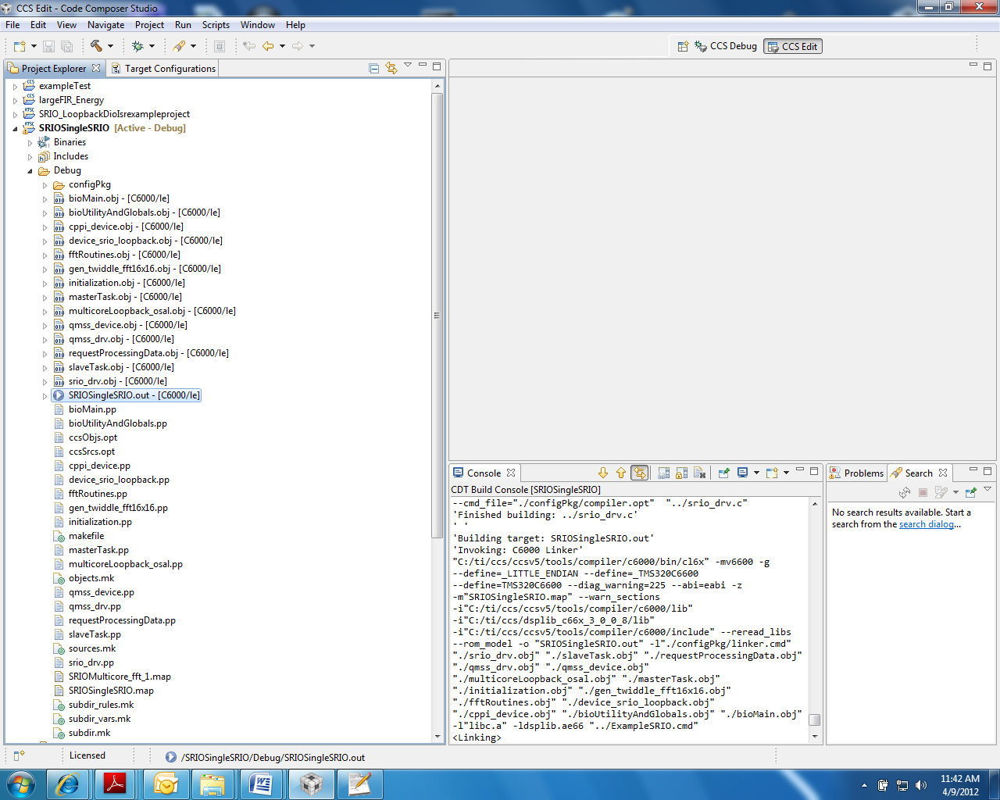 CCS Edit - Code Composer Studio
File Edit View Navigate Project Run Scripts Window Help
CCS Debug CCS Edit
Project Explorer Target Configurations
exampleTest
largeFIR_Energy
SRIO_LoopbackDioIsrexampleproject
SRIOSingleSRIO [Active - Debug]
Binaries
Includes
Debug
configPkg
bioMain.obj - [C6000/le]
bioUtilityAndGlobals.obj - [C6000/le]
cppi_device.obj - [C6000/le]
device_srio_loopback.obj - [C6000/le]
fftRoutines.obj - [C6000/le]
gen_twiddle_fft16x16.obj - [C6000/le]
initialization.obj - [C6000/le]
masterTask.obj - [C6000/le]
multicoreLoopback_osal.obj - [C6000/le]
qmss_device.obj - [C6000/le]
qmss_drv.obj - [C6000/le]
requestProcessingData.obj - [C6000/le]
slaveTask.obj - [C6000/le]
srio_drv.obj - [C6000/le]
SRIOSingleSRIO.out - [C6000/le]
bioMain.pp
bioUtilityAndGlobals.pp
ccsObjs.opt
ccsSrcs.opt
cppi_device.pp
device_srio_loopback.pp
fftRoutines.pp
gen_twiddle_fft16x16.pp
initialization.pp
makefile
masterTask.pp
multicoreLoopback_osal.pp
objects.mk
qmss_device.pp
qmss_drv.pp
requestProcessingData.pp
slaveTask.pp
sources.mk
srio_drv.pp
SRIOMulticore_fft_1.map
SRIOSingleSRIO.map
subdir_rules.mk
subdir_vars.mk
subdir.mk
Console
CDT Build Console [SRIOSingleSRIO]
--cmd_file="./configPkg/compiler.opt"  "../srio_drv.c"
'Finished building: ../srio_drv.c'
' '
'Building target: SRIOSingleSRIO.out'
'Invoking: C6000 Linker'
"C:/ti/ccs/ccsv5/tools/compiler/c6000/bin/cl6x" -mv6600 -g
--define=_LITTLE_ENDIAN --define=_TMS320C6600
--define=TMS320C6600 --diag_warning=225 --abi=eabi -z
-m"SRIOSingleSRIO.map" --warn_sections
-i"C:/ti/ccs/ccsv5/tools/compiler/c6000/lib"
-i"C:/ti/ccs/dsplib_c66x_3_0_0_8/lib"
-i"C:/ti/ccs/ccsv5/tools/compiler/c6000/include" --reread_libs
--rom_model -o "SRIOSingleSRIO.out" -l"./configPkg/linker.cmd"
"./srio_drv.obj" "./slaveTask.obj" "./requestProcessingData.obj"
"./qmss_drv.obj" "./qmss_device.obj"
"./multicoreLoopback_osal.obj" "./masterTask.obj"
"./initialization.obj" "./gen_twiddle_fft16x16.obj"
"./fftRoutines.obj" "./device_srio_loopback.obj"
"./cppi_device.obj" "./bioUtilityAndGlobals.obj" "./bioMain.obj"
-l"libc.a" -ldsplib.ae66 "../ExampleSRIO.cmd"
<Linking>
Problems Search
No search results available. Start a
search from the search dialog...
Licensed
/SRIOSingleSRIO/Debug/SRIOSingleSRIO.out
11:42 AM
4/9/2012